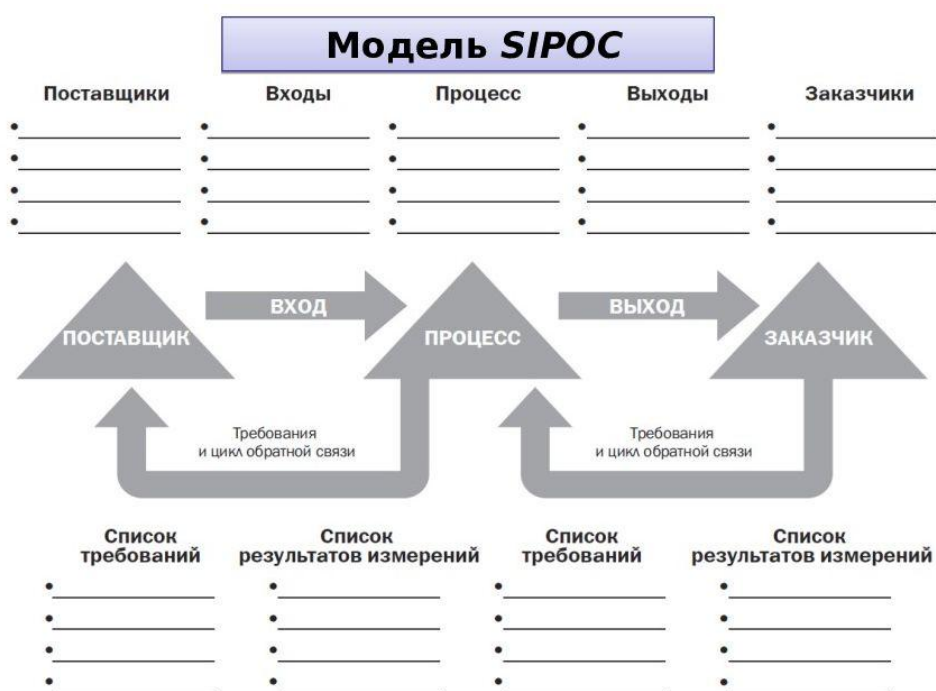 Модель SIPOC
Поставщики Входы Процесс Выходы Заказчики
ВХОД ВЫХОД
ПОСТАВЩИК ПРОЦЕСС ЗАКАЗЧИК
Требования
и цикл обратной связи
Требования
и цикл обратной связи
Список
требований
Список
результатов измерений
Список
требований
Список
результатов измерений